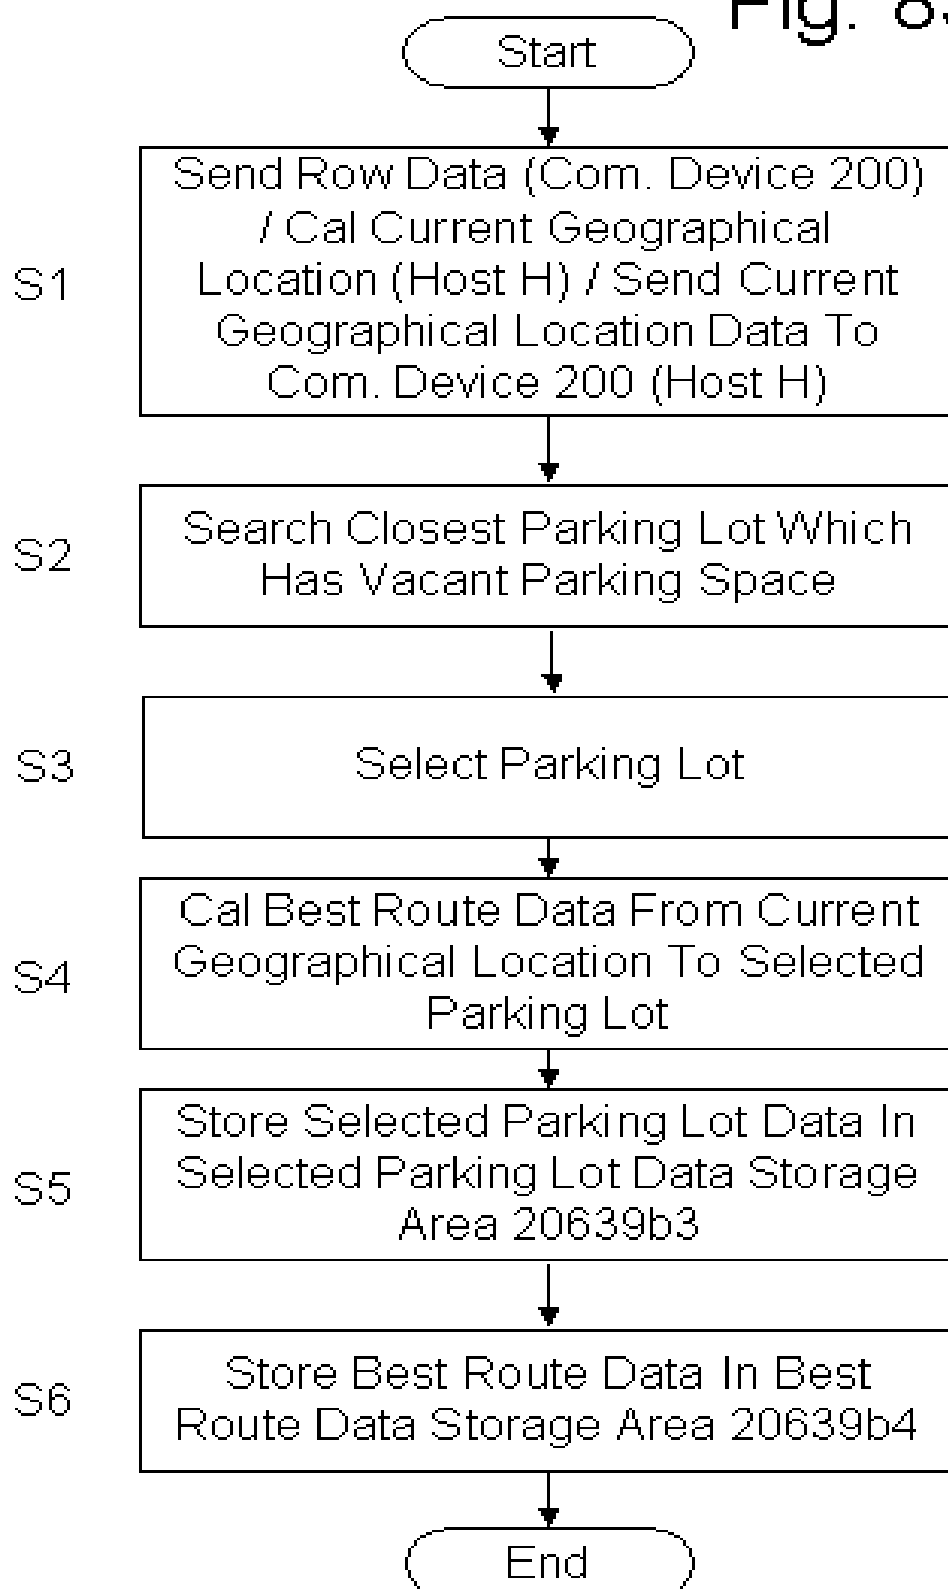 Fig. 8
Start
S1
Send Row Data (Com. Device 200)
/ Cal Current Geographical
Location (Host H) / Send Current
Geographical Location Data To
Com. Device 200 (Host H)
S2
Search Closest Parking Lot Which
Has Vacant Parking Space
S3
Select Parking Lot
S4
Cal Best Route Data From Current
Geographical Location To Selected
Parking Lot
S5
Store Selected Parking Lot Data In
Selected Parking Lot Data Storage
Area 20639b3
S6
Store Best Route Data In Best
Route Data Storage Area 20639b4
End